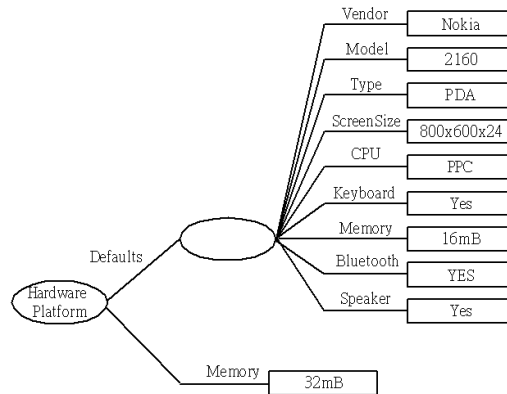 Vendor
Nokia
Model
2160
Type
PDA
ScreenSize
800x600x24
CPU
PPC
Keyboard
Yes
Memory
16mB
Defaults
Bluetooth
YES
Hardware
Platform
Speaker
Yes
Memory
32mB